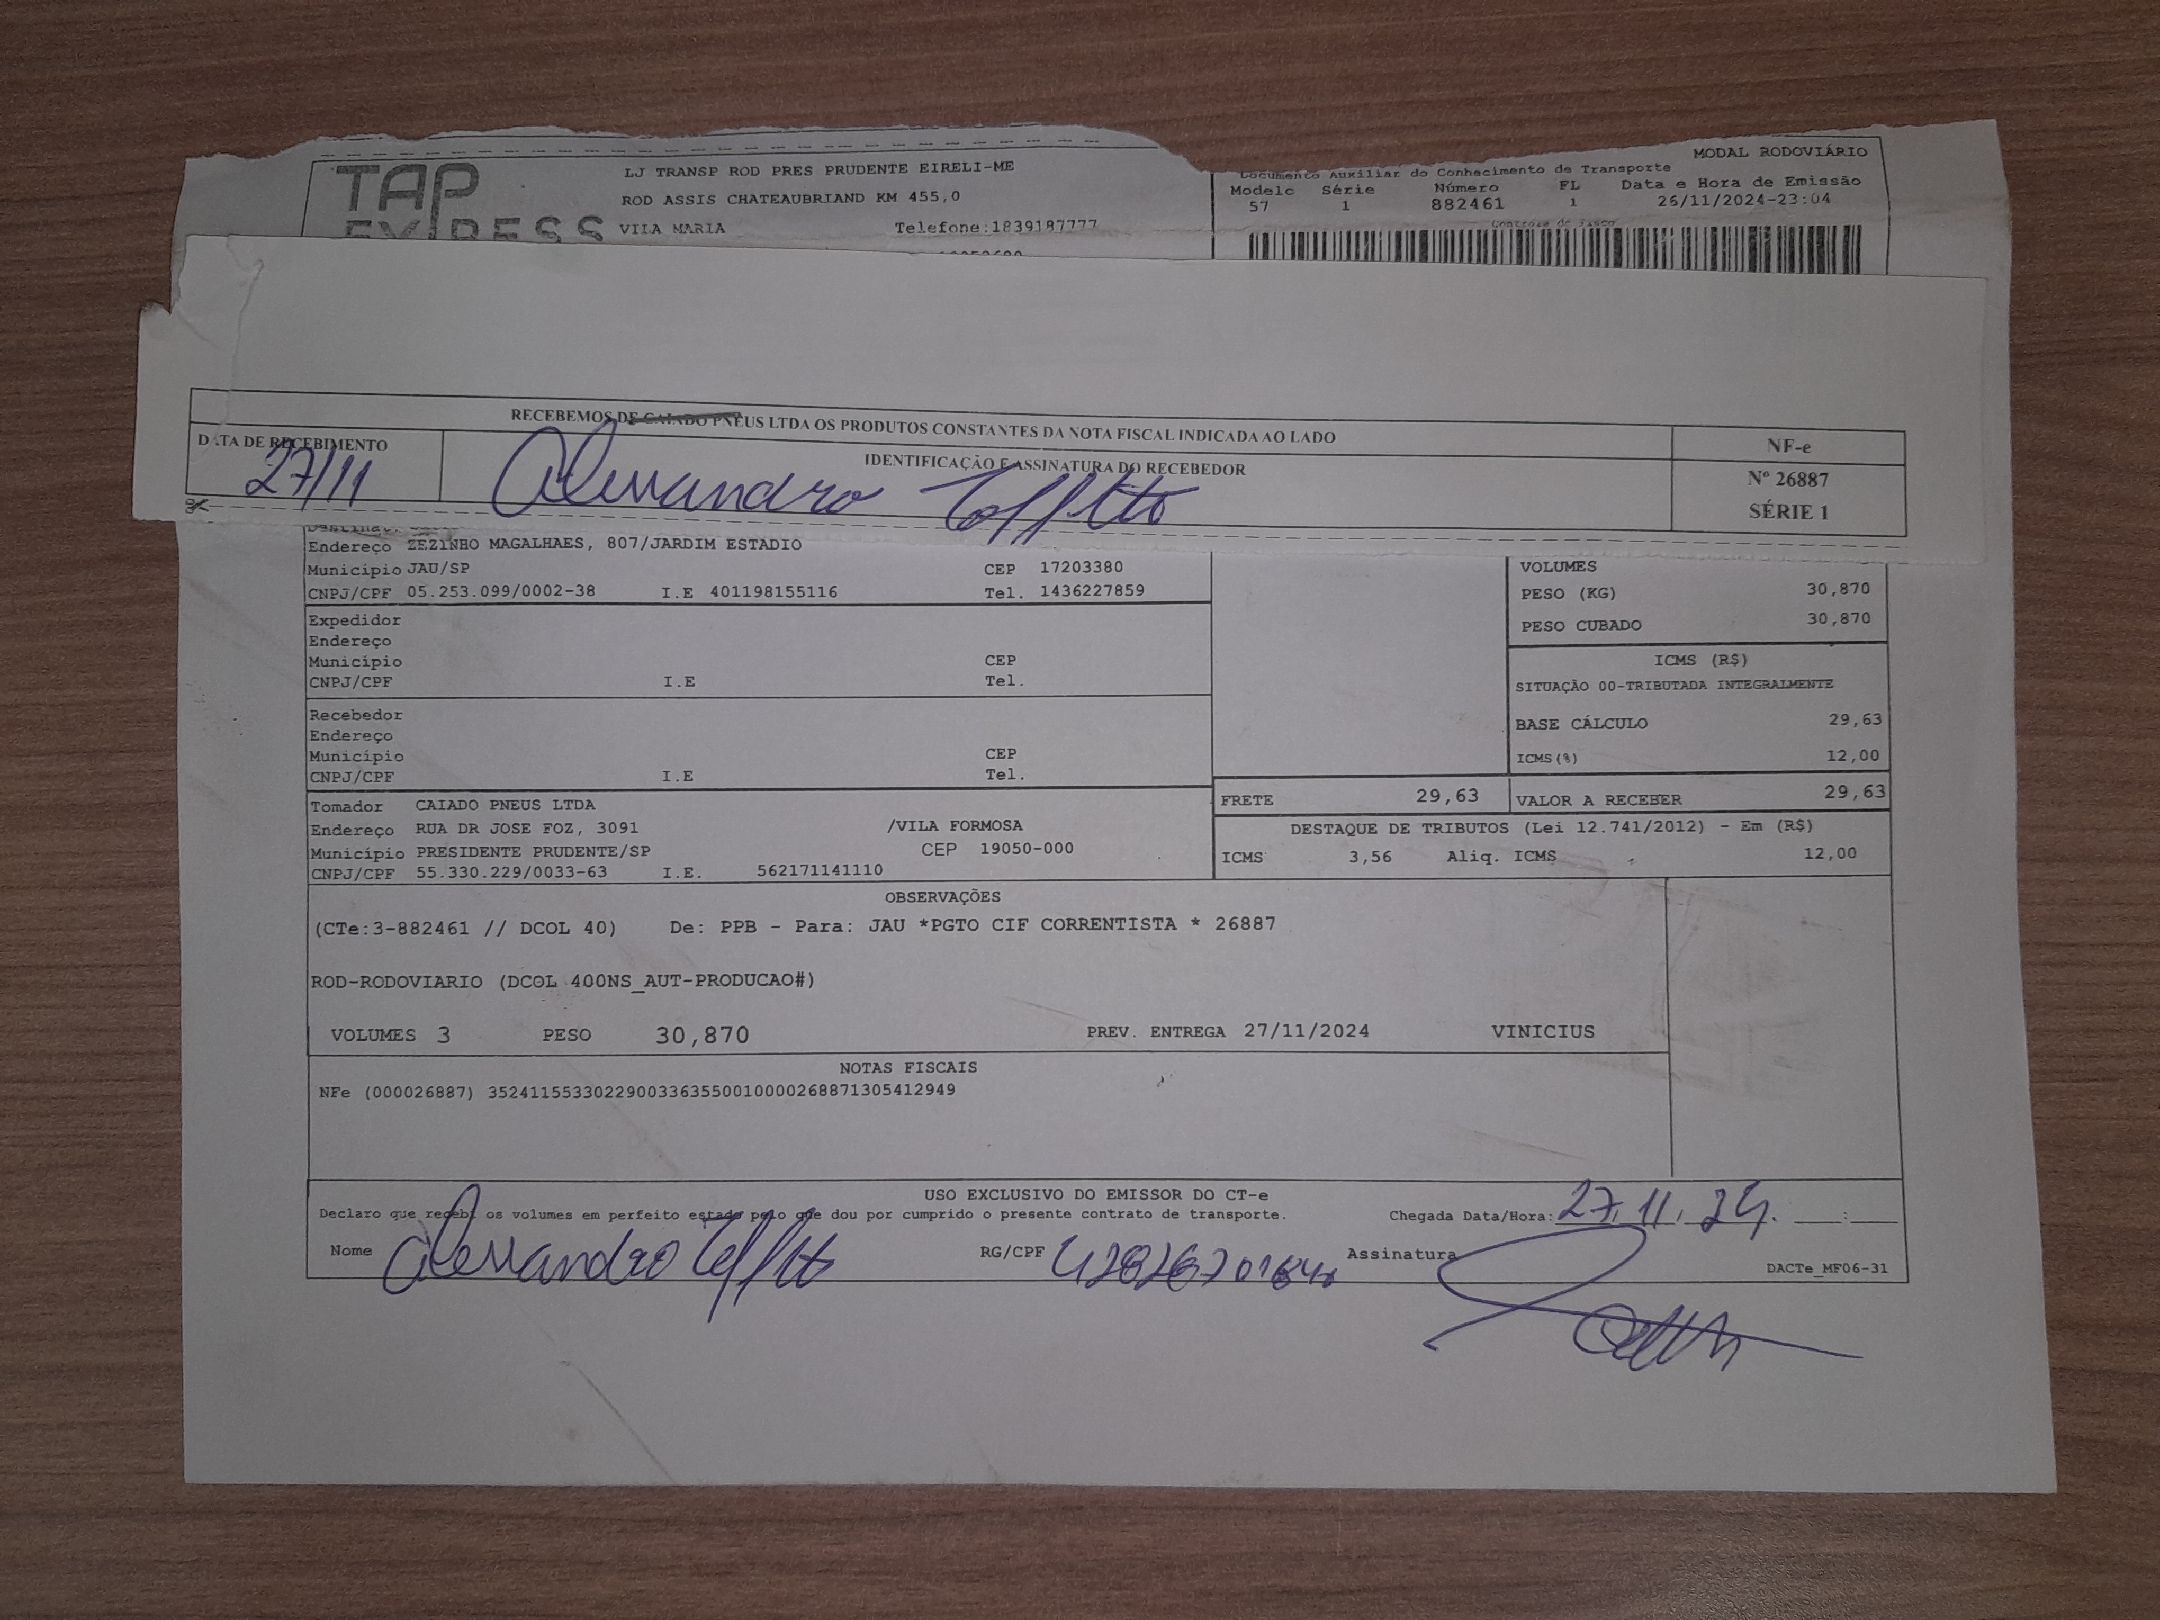 MODAL RODOVIÁRIO
TAP
EXPRESS
LJ TRANSP ROD PRES PRUDENTE EIRELI-ME
ROD ASSIS CHATEAUBRIAND KM 455,0
VILA MARIA Telefone:1839187777
Documento Auxiliar do Conhecimento de Transporte
Modelo Série Número FL Data e Hora de Emissão
57 1 882461 1 26/11/2024-23:04
Controle do Fisco
RECEBEMOS DE CAIADO PNEUS LTDA OS PRODUTOS CONSTANTES DA NOTA FISCAL INDICADA AO LADO
DATA DE RECEBIMENTO
27/11
IDENTIFICAÇÃO E ASSINATURA DO RECEBEDOR
Alessandro
NF-e
Nº 26887
SÉRIE 1
Endereço ZEZINHO MAGALHAES, 807/JARDIM ESTADIO
Município JAU/SP CEP 17203380
CNPJ/CPF 05.253.099/0002-38 I.E 401198155116 Tel. 1436227859
Expedidor
Endereço
Município CEP
CNPJ/CPF I.E Tel.
Recebedor
Endereço
Município CEP
CNPJ/CPF I.E Tel.
Tomador CAIADO PNEUS LTDA
Endereço RUA DR JOSE FOZ, 3091 /VILA FORMOSA
Município PRESIDENTE PRUDENTE/SP CEP 19050-000
CNPJ/CPF 55.330.229/0033-63 I.E. 562171141110
VOLUMES
PESO (KG) 30,870
PESO CUBADO 30,870
ICMS (R$)
SITUAÇÃO 00-TRIBUTADA INTEGRALMENTE
BASE CÁLCULO 29,63
ICMS(%) 12,00
FRETE 29,63 VALOR A RECEBER 29,63
DESTAQUE DE TRIBUTOS (Lei 12.741/2012) - Em (R$)
ICMS 3,56 Aliq. ICMS 12,00
OBSERVAÇÕES
(CTe:3-882461 // DCOL 40) De: PPB - Para: JAU *PGTO CIF CORRENTISTA * 26887
ROD-RODOVIARIO (DCOL 400NS_AUT-PRODUCAO#)
VOLUMES 3 PESO 30,870 PREV. ENTREGA 27/11/2024 VINICIUS
NOTAS FISCAIS
NFe (000026887) 35241155330229003363550010000268871305412949
USO EXCLUSIVO DO EMISSOR DO CT-e
Declaro que recebi os volumes em perfeito estado pelo que dou por cumprido o presente contrato de transporte. Chegada Data/Hora: 27.11.24. __:__
Nome Alessandro RG/CPF Assinatura
DACTe_MF06-31